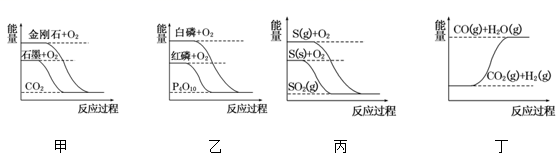 能量
金刚石+O₂
石墨+O₂
CO₂
反应过程
甲
能量
白磷+O₂
红磷+O₂
P₄O₁₀
反应过程
乙
能量
S(g)+O₂
S(s)+O₂
SO₂(g)
反应过程
丙
能量
CO(g)+H₂O(g)
CO₂(g)+H₂(g)
反应过程
丁